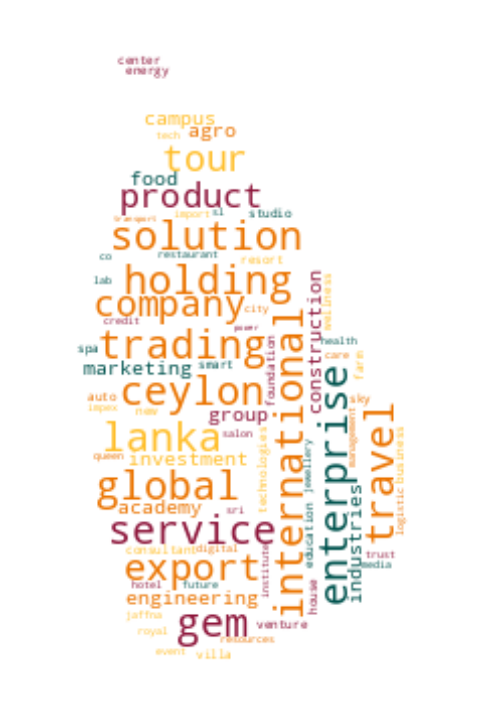 center
energy
campus
tech
agro
tour
food
product
transport
import
sl
studio
solution
co
restaurant
resort
lab
holding
company
city
credit
power
spa
trading
marketing
smart
auto
ceylon
impex
new
group
lanka
salon
queen
investment
global
academy
sri
service
consultant
digital
export
hotel
future
engineering
jaffna
gem
venture
royal
resources
event
villa
international
construction
wellness
foundation
health
care
farm
enterprise
sky
travel
management
business
logistic
technologies
jewellery
education
industries
institute
house
trust
media